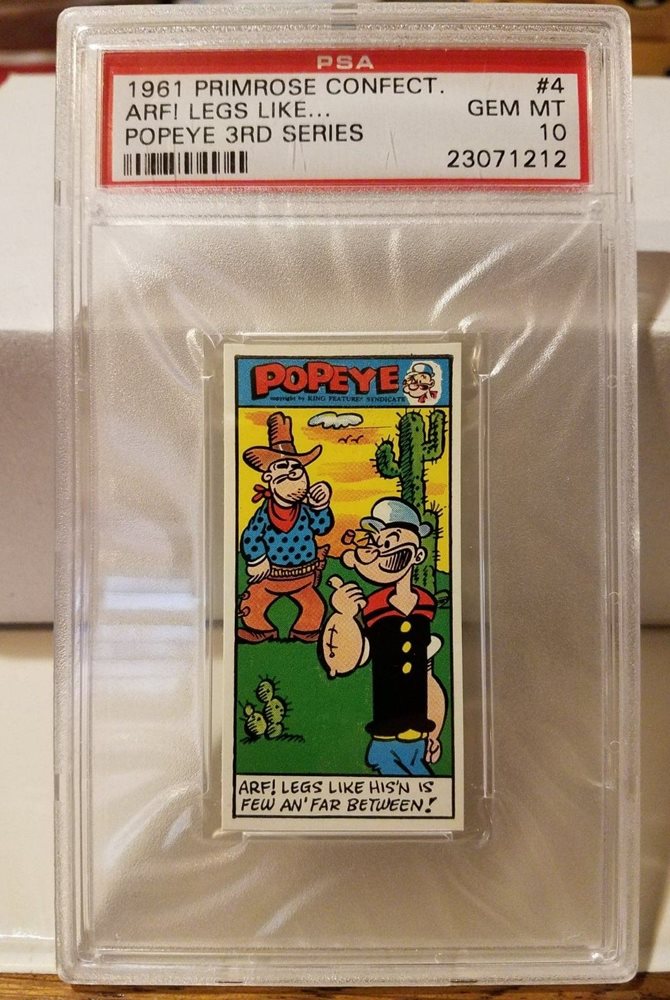 PSA
1961 PRIMROSE CONFECT. #4
ARF! LEGS LIKE... GEM MT
POPEYE 3RD SERIES 10
23071212
POPEYE
copyright by KING FEATURES SYNDICATE
ARF! LEGS LIKE HIS'N IS
FEW AN' FAR BETWEEN!